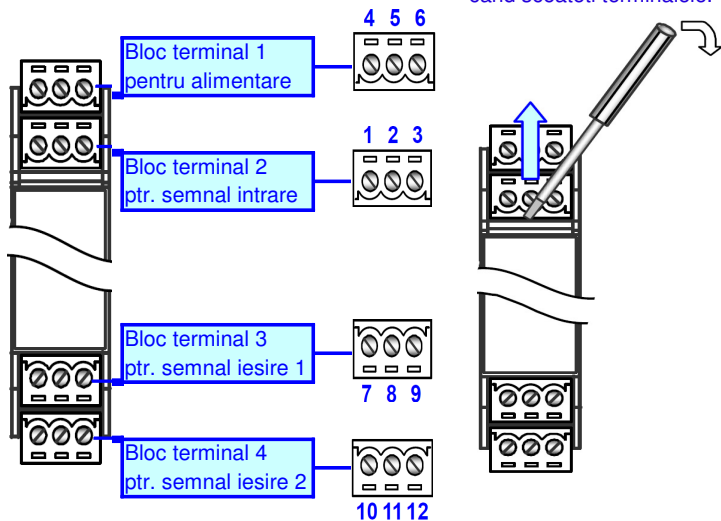 cand scoateti terminalele.
4 5 6
Bloc terminal 1
pentru alimentare
1 2 3
Bloc terminal 2
ptr. semnal intrare
Bloc terminal 3
ptr. semnal iesire 1
7 8 9
Bloc terminal 4
ptr. semnal iesire 2
10 11 12